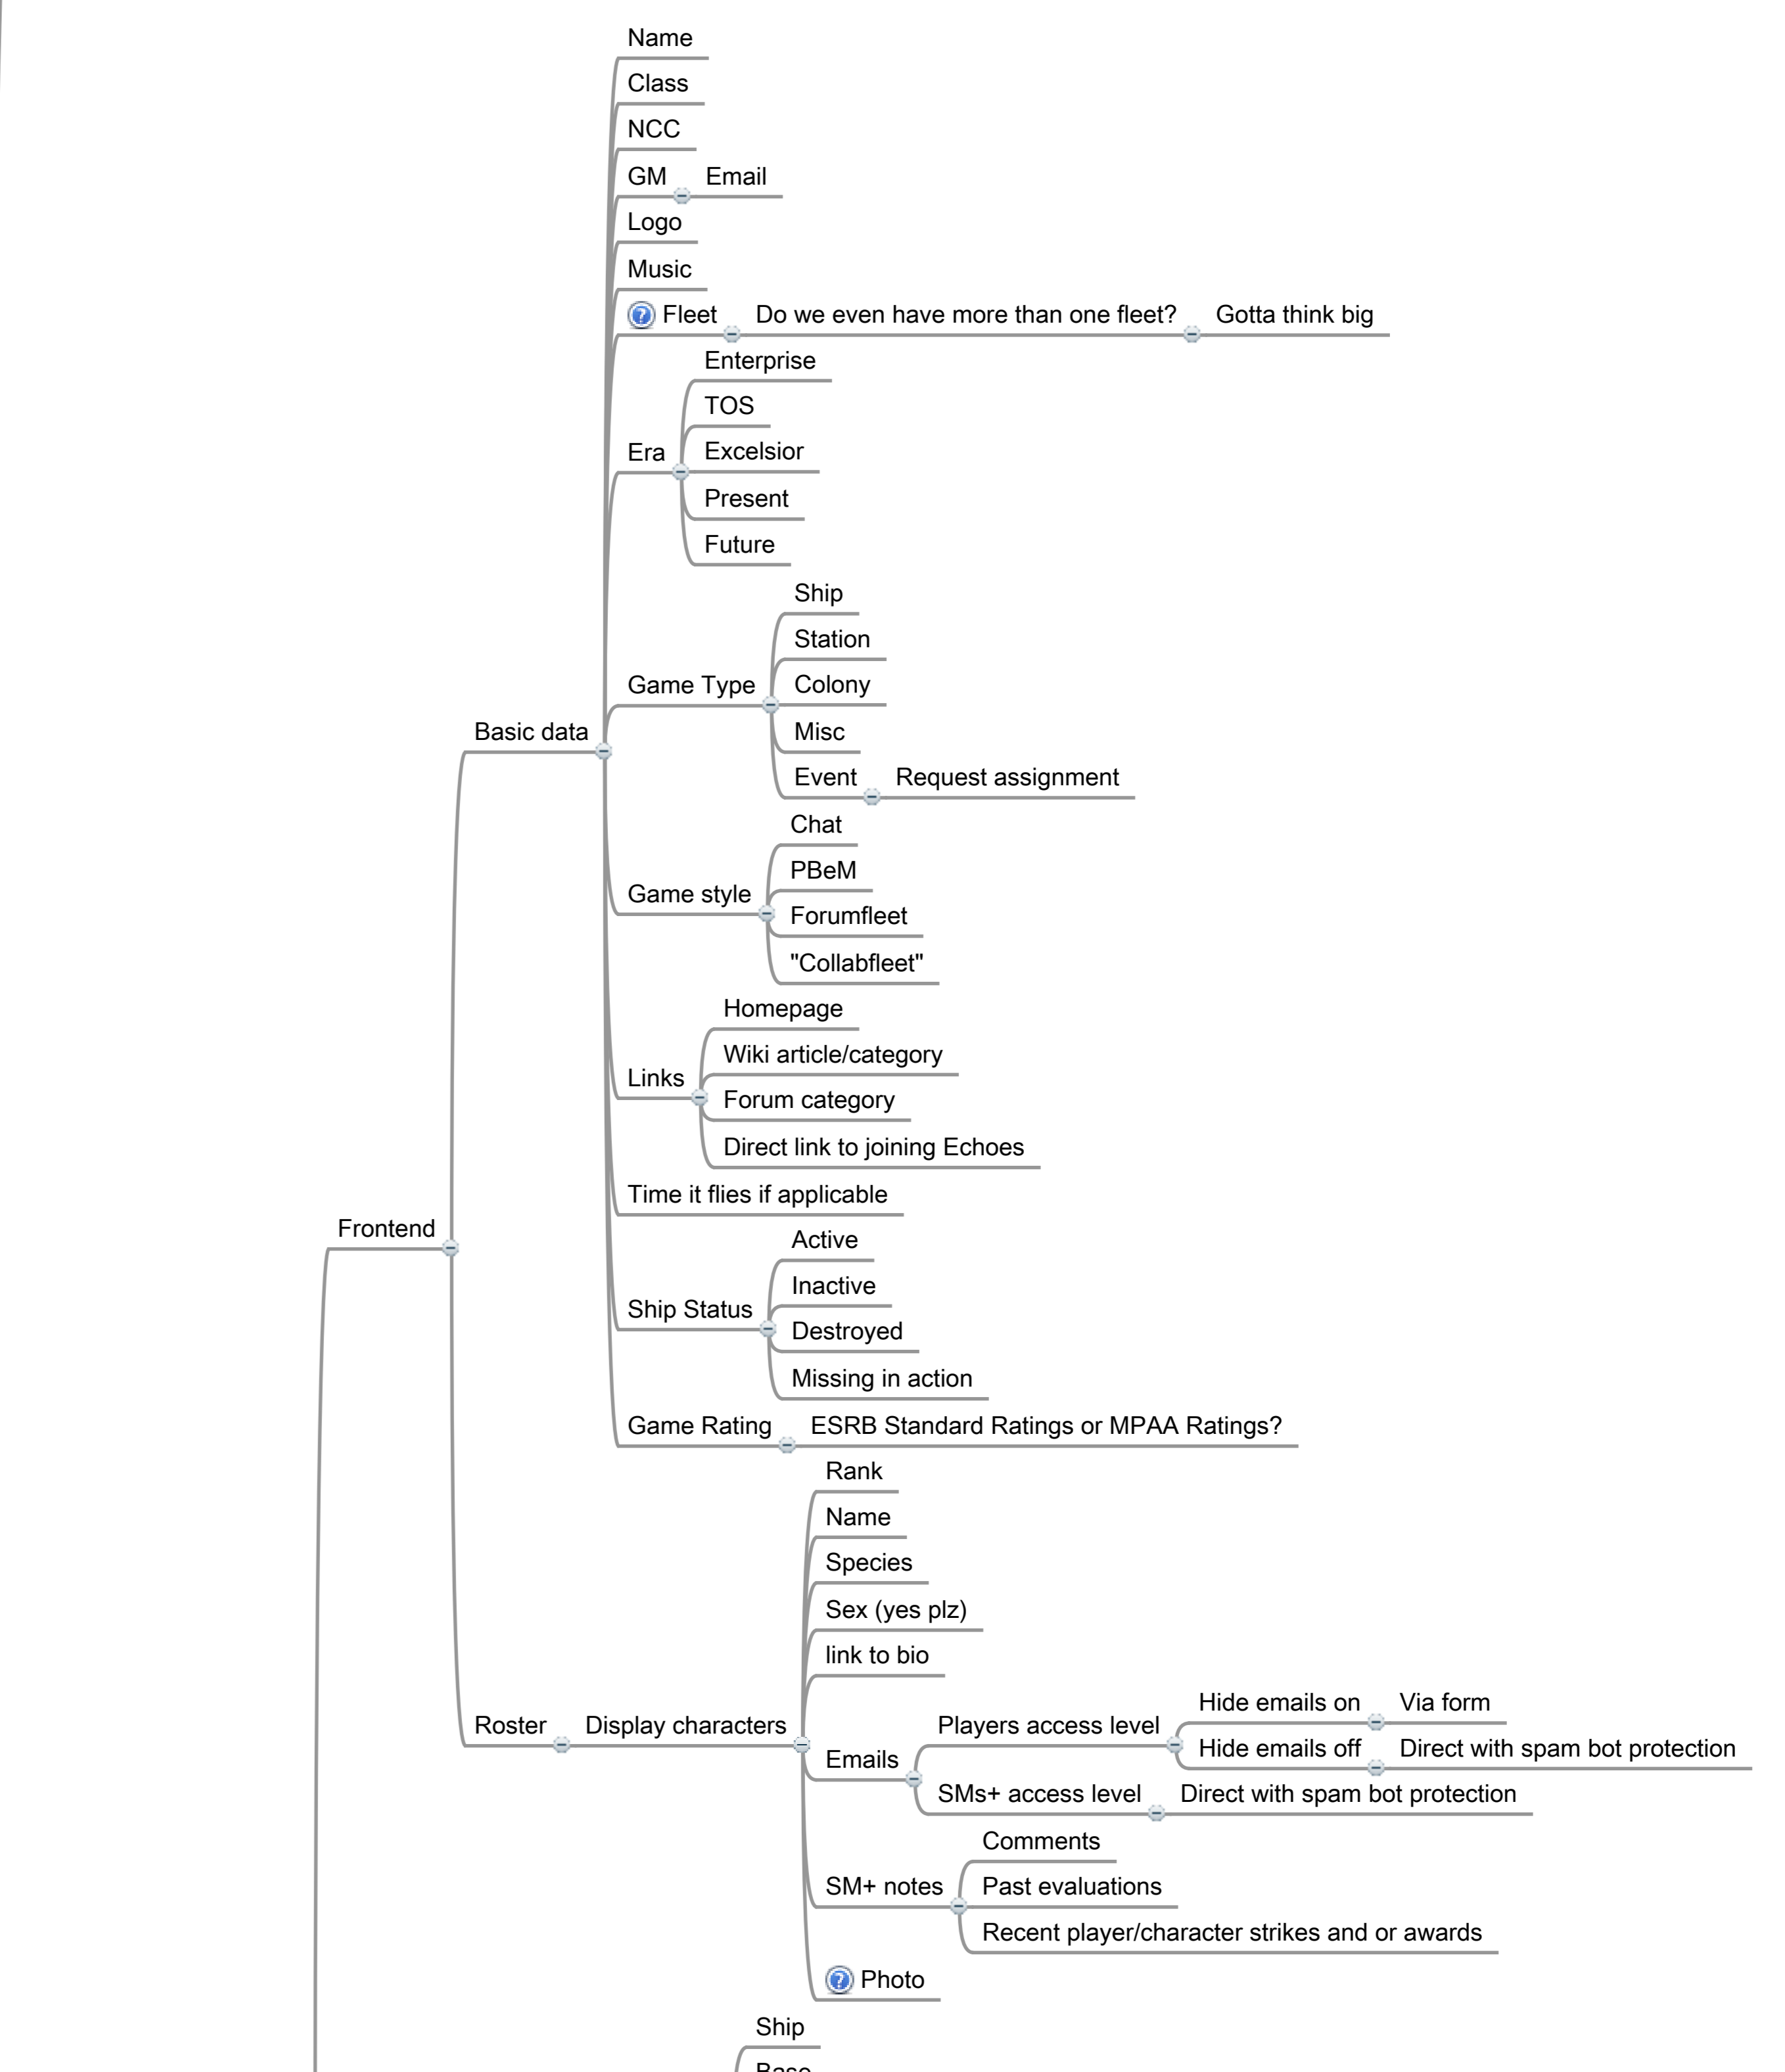 Name
Class
NCC
GM Email
Logo
Music
Fleet Do we even have more than one fleet? Gotta think big
Enterprise
TOS
Era
Excelsior
Present
Future
Ship
Station
Game Type
Colony
Basic data
Misc
Event Request assignment
Chat
PBeM
Game style
Forumfleet
"Collabfleet"
Homepage
Wiki article/category
Links
Forum category
Direct link to joining Echoes
Time it flies if applicable
Frontend
Active
Inactive
Ship Status
Destroyed
Missing in action
Game Rating ESRB Standard Ratings or MPAA Ratings?
Rank
Name
Species
Sex (yes plz)
link to bio
Hide emails on Via form
Roster Display characters
Players access level
Hide emails off Direct with spam bot protection
Emails
SMs+ access level Direct with spam bot protection
Comments
SM+ notes
Past evaluations
Recent player/character strikes and or awards
Photo
Ship
Base